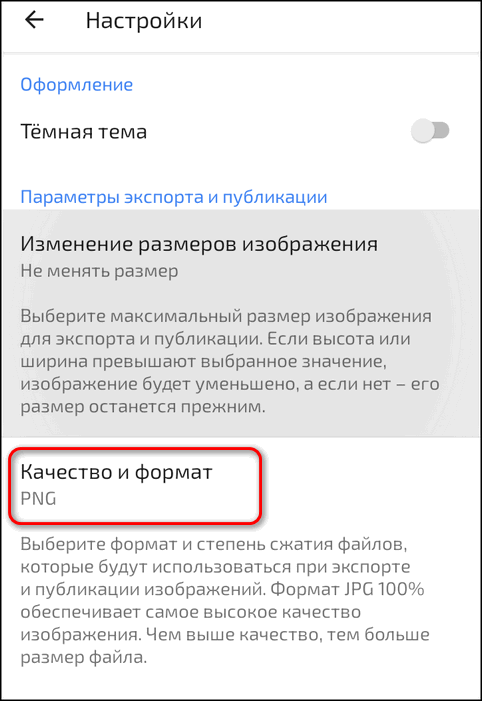 Настройки
Оформление
Тёмная тема
Параметры экспорта и публикации
Изменение размеров изображения
Не менять размер
Выберите максимальный размер изображения
для экспорта и публикации. Если высота или
ширина превышают выбранное значение,
изображение будет уменьшено, а если нет – его
размер останется прежним.
Качество и формат
PNG
Выберите формат и степень сжатия файлов,
которые будут использоваться при экспорте
и публикации изображений. Формат JPG 100%
обеспечивает самое высокое качество
изображения. Чем выше качество, тем больше
размер файла.